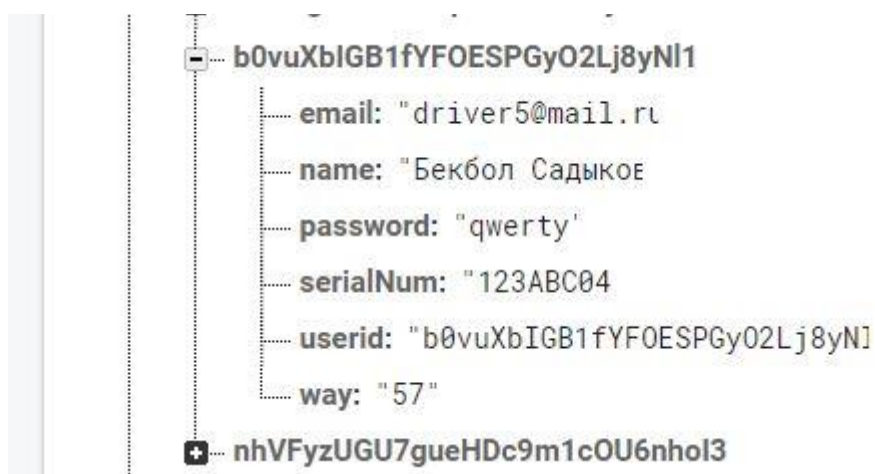 b0vuXbIGB1fYFOESPGyO2Lj8yNl1
email: "driver5@mail.ru
name: "Бекбол Садыков
password: "qwerty"
serialNum: "123ABC04
userid: "b0vuXbIGB1fYFOESPGyO2Lj8yNl
way: "57"
nhVFyzUGU7gueHDc9m1cOU6nhol3